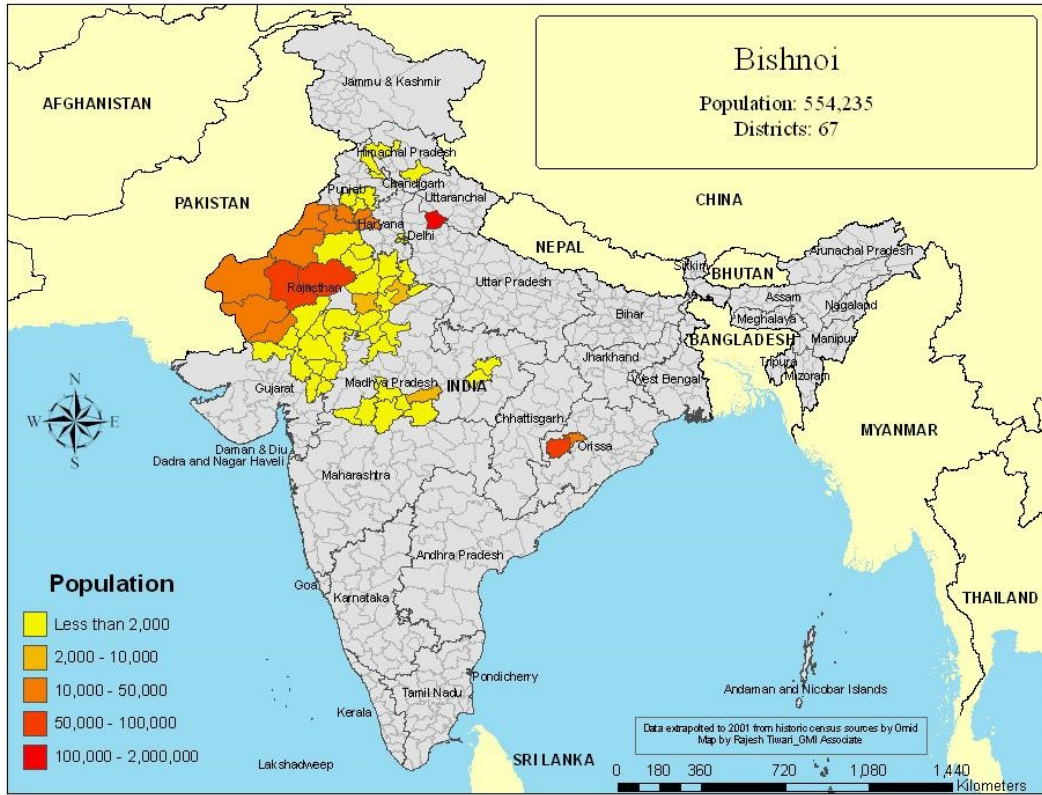 Bishnoi
Population: 554,235
Districts: 67
AFGHANISTAN
Jammu & Kashmir
Himachal Pradesh
Punjab
Chandigarh
Uttaranchal
PAKISTAN
CHINA
Haryana
Delhi
NEPAL
Sikkim
BHUTAN
Arunachal Pradesh
Rajasthan
Uttar Pradesh
Assam
Nagaland
Bihar
Meghalaya
BANGLADESH
Manipur
Jharkhand
Tripura
Mizoram
Gujarat
Madhya Pradesh
INDIA
West Bengal
Chhattisgarh
Orissa
MYANMAR
N
W
E
S
Daman & Diu
Dadra and Nagar Haveli
Maharashtra
Andhra Pradesh
Goa
Karnataka
THAILAND
Population
Less than 2,000
2,000 - 10,000
10,000 - 50,000
50,000 - 100,000
100,000 - 2,000,000
Pondicherry
Tamil Nadu
Andaman and Nicobar Islands
Kerala
Lakshadweep
SRI LANKA
Data extrapolted to 2001 from historic census sources by Omid
Map by Rajesh Tiwari_GMI Associate
0 180 360 720 1,080 1,440
Kilometers